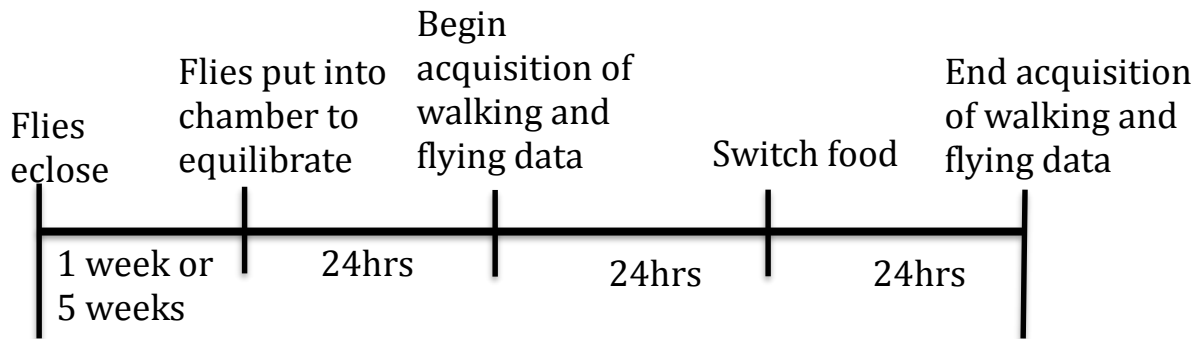 Flies
eclose
Flies put into
chamber to
equilibrate
Begin
acquisition of
walking and
flying data
Switch food
End acquisition
of walking and
flying data
1 week or
5 weeks
24hrs
24hrs
24hrs